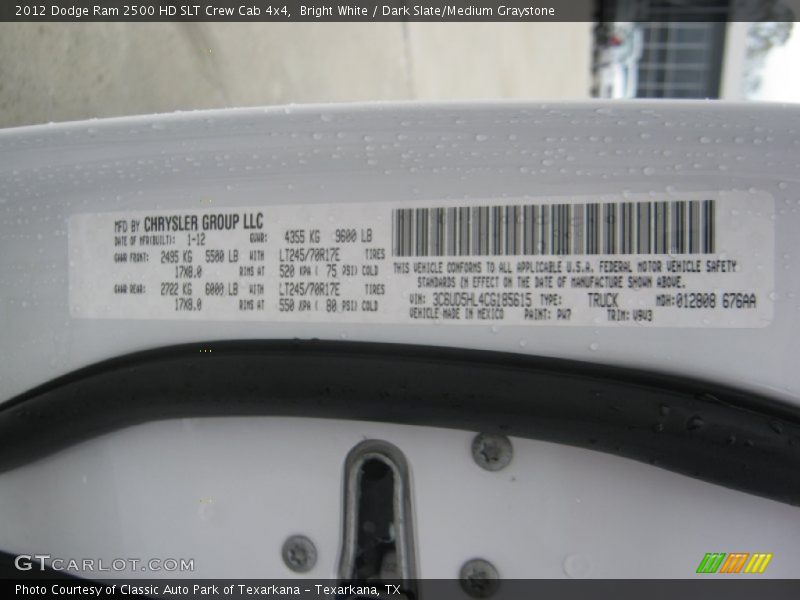 2012 Dodge Ram 2500 HD SLT Crew Cab 4x4,  Bright White / Dark Slate/Medium Graystone
MFD BY CHRYSLER GROUP LLC
DATE OF MFR(BUILT): 1-12 GVWR: 4355 KG 9600 LB
GAWR FRONT: 2495 KG 5500 LB WITH LT245/70R17E TIRES
17X8.0 RIMS AT 520 KPA ( 75 PSI) COLD
GAWR REAR: 2722 KG 6000 LB WITH LT245/70R17E TIRES
17X8.0 RIMS AT 550 KPA ( 80 PSI) COLD
THIS VEHICLE CONFORMS TO ALL APPLICABLE U.S.A. FEDERAL MOTOR VEHICLE SAFETY
STANDARDS IN EFFECT ON THE DATE OF MANUFACTURE SHOWN ABOVE.
VIN: 3C6UD5HL4CG185615 TYPE: TRUCK MDH:012808 676AA
VEHICLE MADE IN MEXICO PAINT: PW7 TRIM: V9V3
GTCARLOT.COM
Photo Courtesy of Classic Auto Park of Texarkana - Texarkana, TX